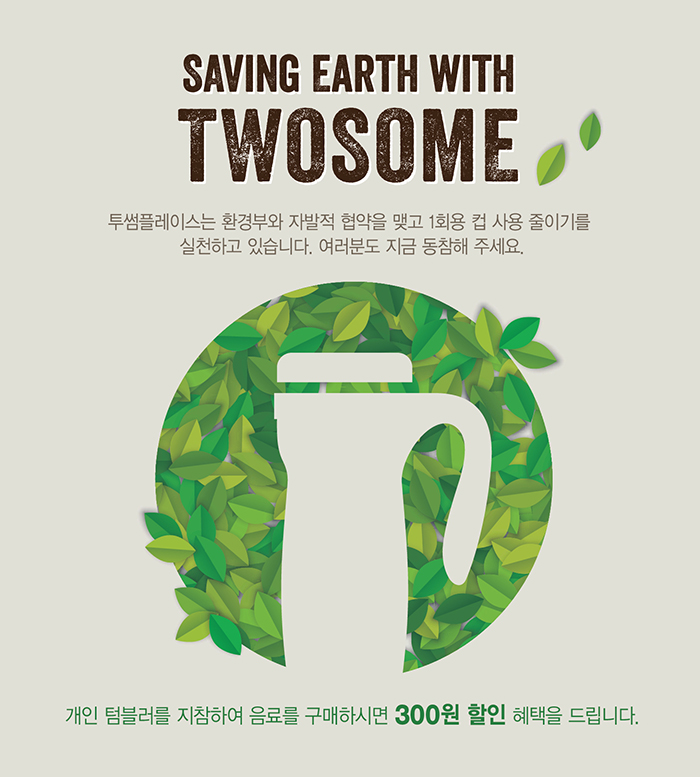 SAVING EARTH WITH
TWOSOME
투썸플레이스는 환경부와 자발적 협약을 맺고 1회용 컵 사용 줄이기를
실천하고 있습니다. 여러분도 지금 동참해 주세요.
개인 텀블러를 지참하여 음료를 구매하시면 300원 할인 혜택을 드립니다.